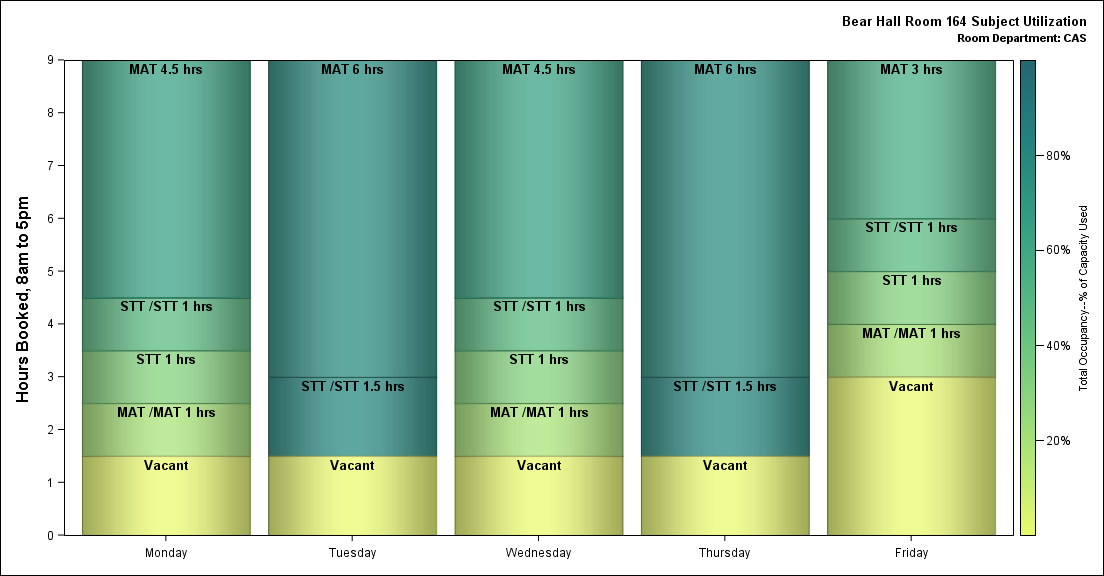 Bear Hall Room 164 Subject Utilization
Room Department: CAS
Hours Booked, 8am to 5pm
9
8
7
6
5
4
3
2
1
0
MAT 4.5 hrs
STT /STT 1 hrs
STT 1 hrs
MAT /MAT 1 hrs
Vacant
MAT 6 hrs
STT /STT 1.5 hrs
Vacant
MAT 4.5 hrs
STT /STT 1 hrs
STT 1 hrs
MAT /MAT 1 hrs
Vacant
MAT 6 hrs
STT /STT 1.5 hrs
Vacant
MAT 3 hrs
STT /STT 1 hrs
STT 1 hrs
MAT /MAT 1 hrs
Vacant
Monday
Tuesday
Wednesday
Thursday
Friday
80%
60%
40%
20%
Total Occupancy--% of Capacity Used